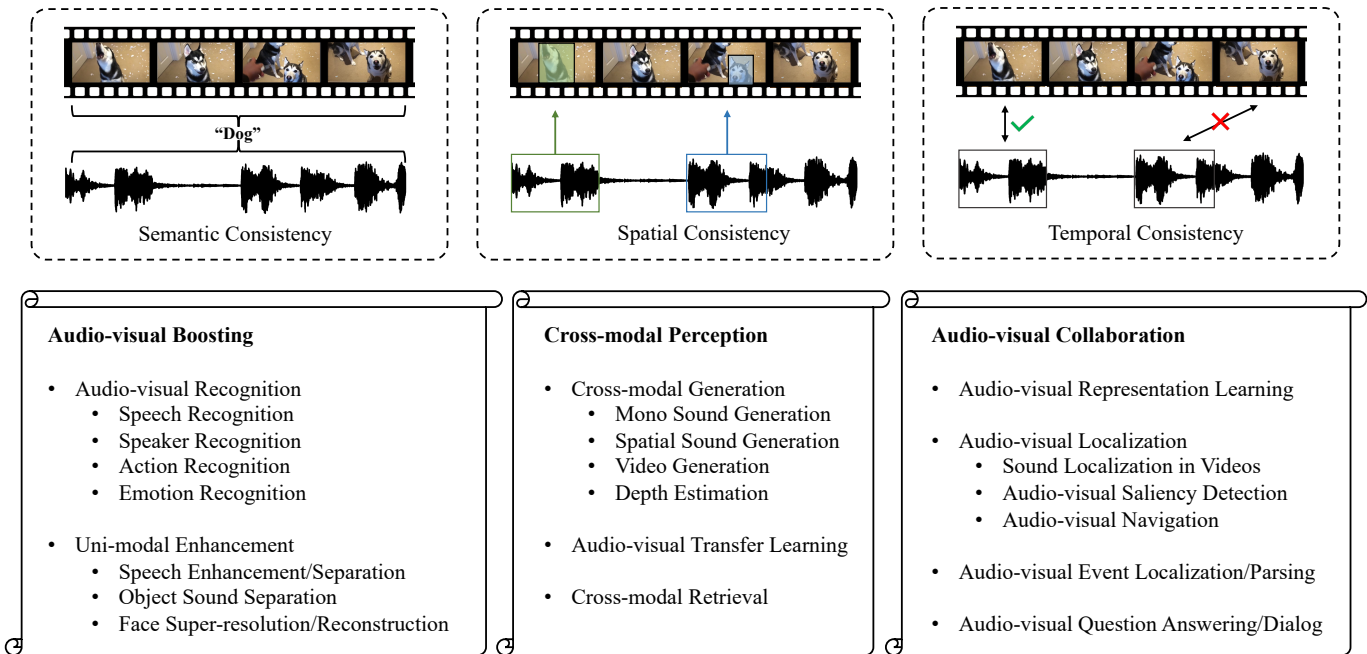 “Dog”
Semantic Consistency
Spatial Consistency
Temporal Consistency
Audio-visual Boosting
• Audio-visual Recognition
• Speech Recognition
• Speaker Recognition
• Action Recognition
• Emotion Recognition
• Uni-modal Enhancement
• Speech Enhancement/Separation
• Object Sound Separation
• Face Super-resolution/Reconstruction
Cross-modal Perception
• Cross-modal Generation
• Mono Sound Generation
• Spatial Sound Generation
• Video Generation
• Depth Estimation
• Audio-visual Transfer Learning
• Cross-modal Retrieval
Audio-visual Collaboration
• Audio-visual Representation Learning
• Audio-visual Localization
• Sound Localization in Videos
• Audio-visual Saliency Detection
• Audio-visual Navigation
• Audio-visual Event Localization/Parsing
• Audio-visual Question Answering/Dialog